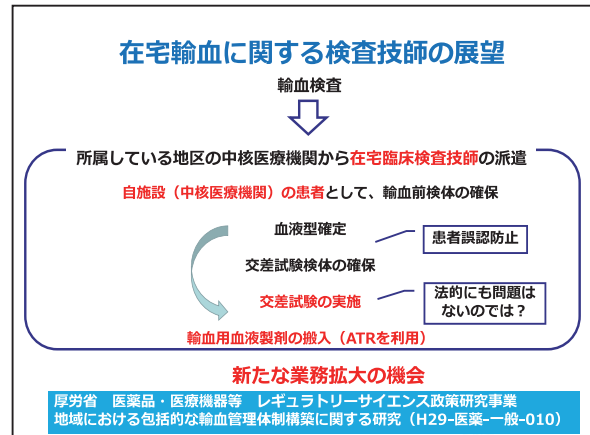 在宅輸血に関する検査技師の展望
輸血検査
所属している地区の中核医療機関から在宅臨床検査技師の派遣
自施設（中核医療機関）の患者として、輸血前検体の確保
血液型確定
患者誤認防止
交差試験検体の確保
交差試験の実施
法的にも問題は
ないのでは？
輸血用血液製剤の搬入（ATRを利用）
新たな業務拡大の機会
厚労省　医薬品・医療機器等　レギュラトリーサイエンス政策研究事業
地域における包括的な輸血管理体制構築に関する研究（H29-医薬-一般-010）